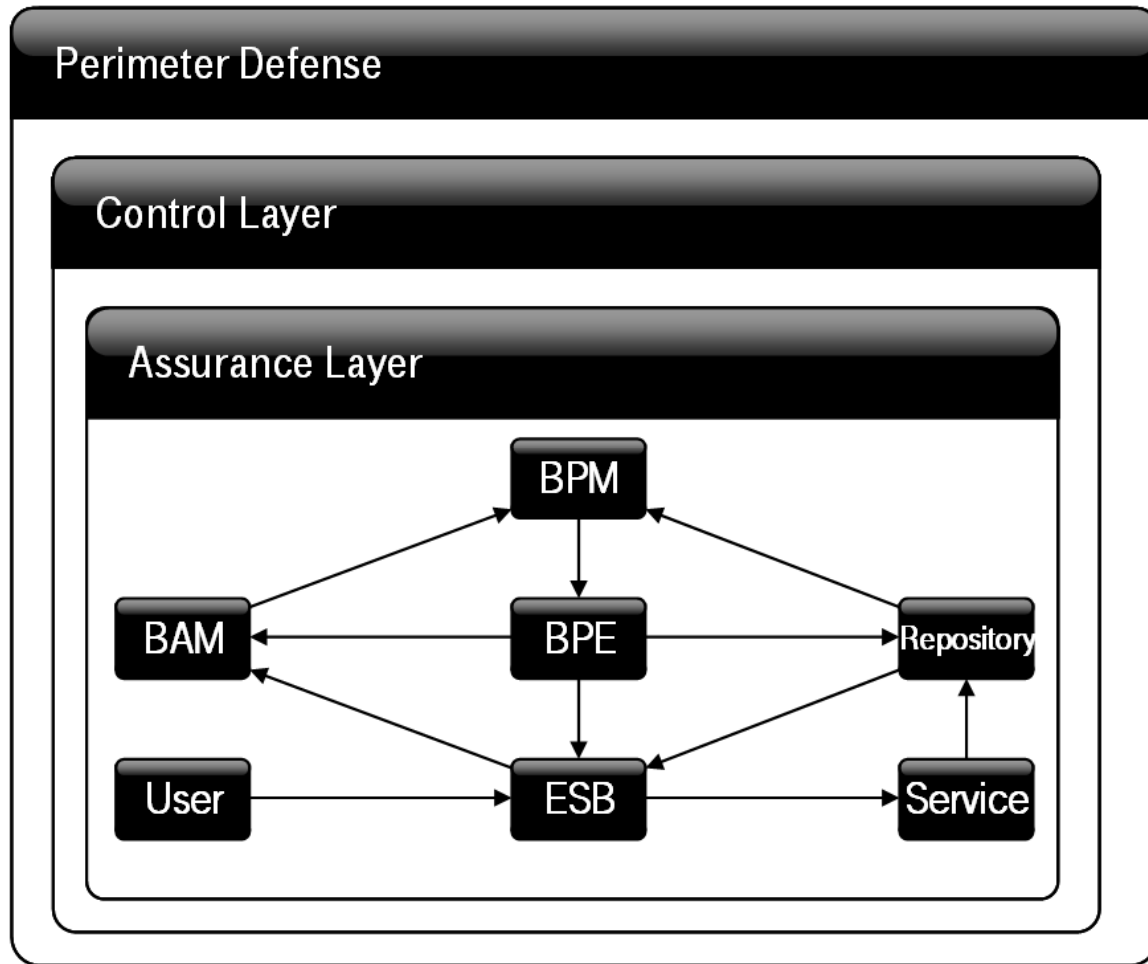 Perimeter Defense
Control Layer
Assurance Layer
BPM
BAM
BPE
Repository
User
ESB
Service